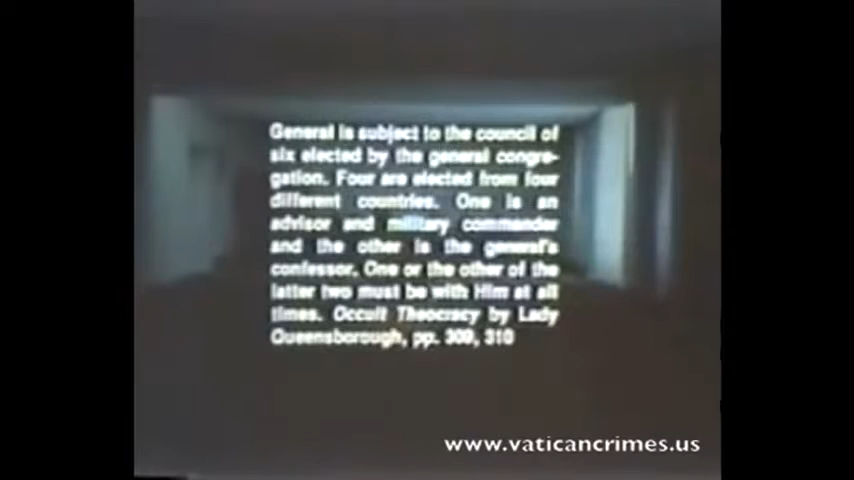 General is subject to the council of
six elected by the general congre-
gation. Four are elected from four
different countries. One is an
advisor and military commander
and the other is the general's
confessor. One or the other of the
latter two must be with Him at all
times. Occult Theocracy by Lady
Queensborough, pp. 309, 310
www.vaticancrimes.us